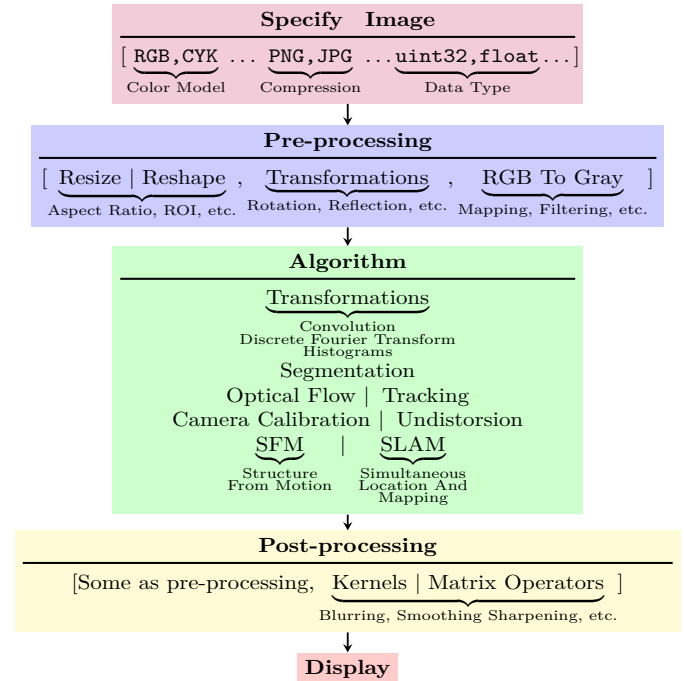 Specify Image
[ RGB,CYK ... PNG,JPG ... uint32,float ... ]
Color Model Compression Data Type
Pre-processing
[ Resize | Reshape , Transformations , RGB To Gray ]
Aspect Ratio, ROI, etc. Rotation, Reflection, etc. Mapping, Filtering, etc.
Algorithm
Transformations
Convolution
Discrete Fourier Transform
Histograms
Segmentation
Optical Flow | Tracking
Camera Calibration | Undistorsion
SFM | SLAM
Structure Simultaneous
From Motion Location And
Mapping
Post-processing
[Some as pre-processing, Kernels | Matrix Operators ]
Blurring, Smoothing Sharpening, etc.
Display